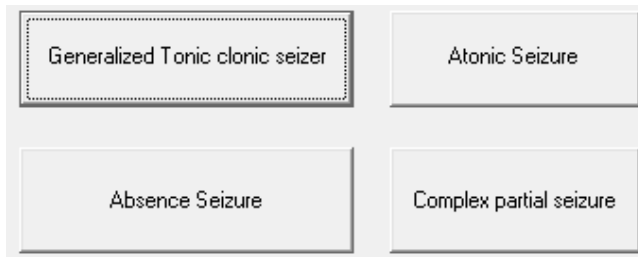 Generalized Tonic clonic seizer
Atonic Seizure
Absence Seizure
Complex partial seizure